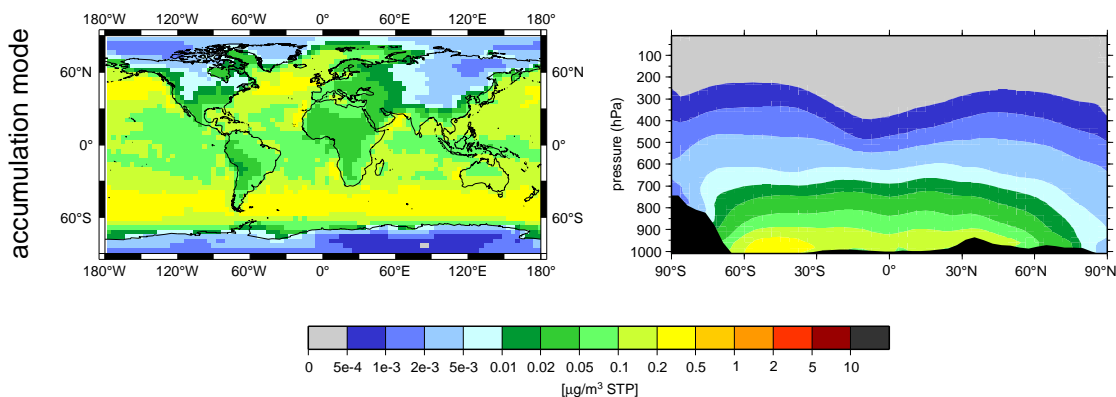 180°W 120°W 60°W 0° 60°E 120°E 180°
accumulation mode
60°N
0°
60°S
60°N
0°
60°S
180°W 120°W 60°W 0° 60°E 120°E 180°
pressure (hPa)
100
200
300
400
500
600
700
800
900
1000
90°S 60°S 30°S 0° 30°N 60°N 90°N
0 5e-4 1e-3 2e-3 5e-3 0.01 0.02 0.05 0.1 0.2 0.5 1 2 5 10
[µg/m³ STP]